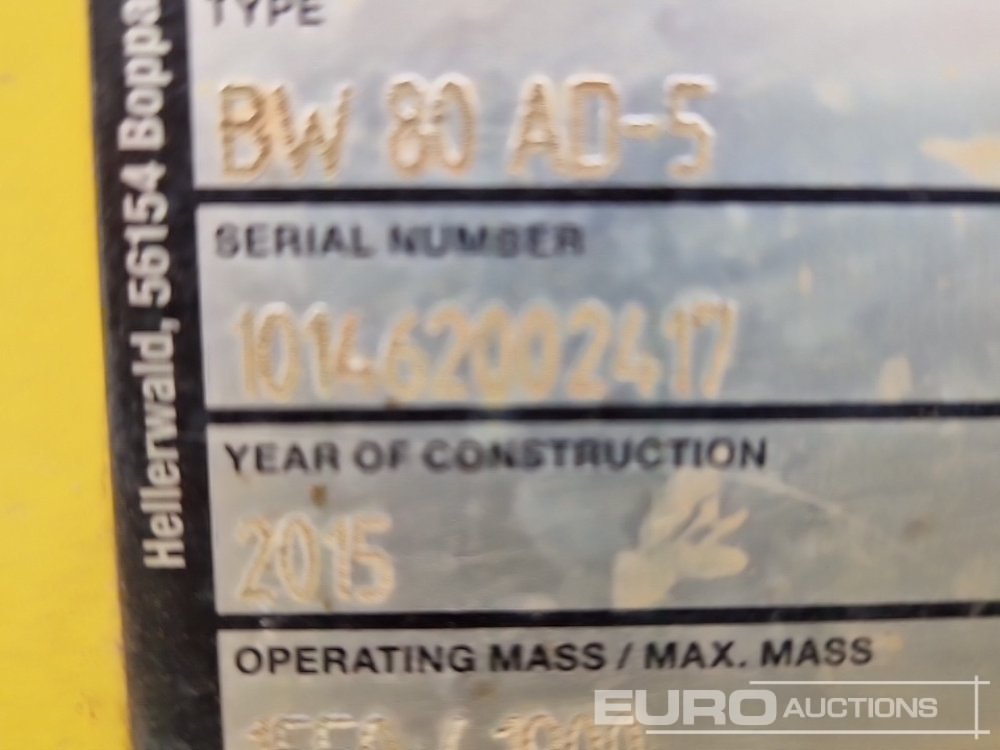 Hellerwald, 56154 Boppa
TYPE
BW 80 AD-5
SERIAL NUMBER
101462002417
YEAR OF CONSTRUCTION
2015
OPERATING MASS / MAX. MASS
EURO AUCTIONS